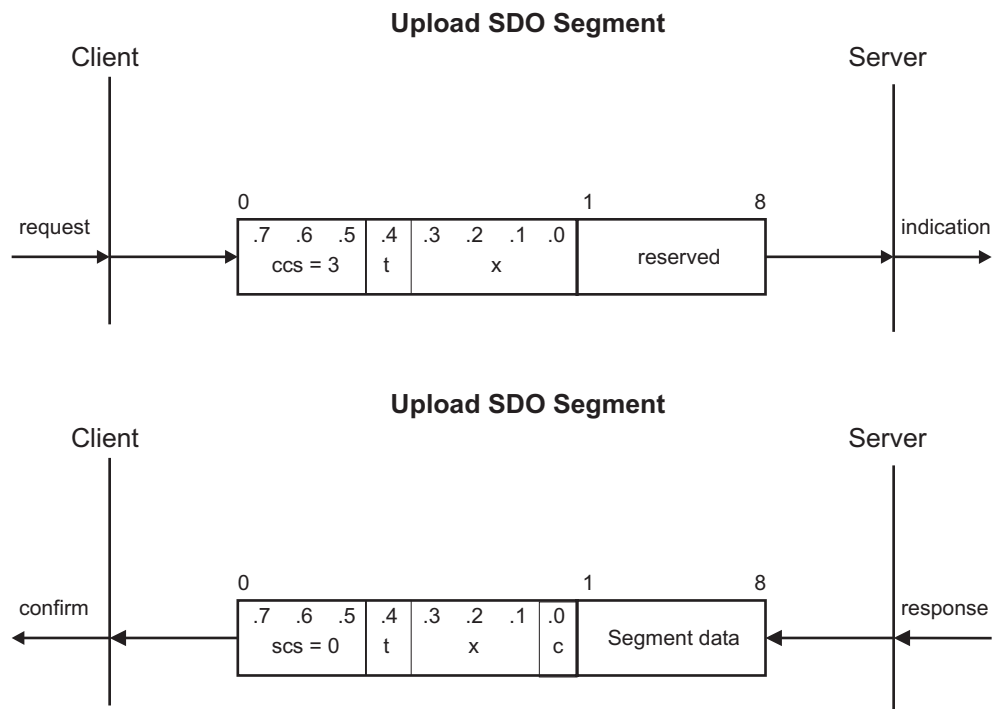 Upload SDO Segment
Client
Server
0
1
8
request
.7 .6 .5 .4 .3 .2 .1 .0
indication
ccs = 3
t
x
reserved
Upload SDO Segment
Client
Server
0
1
8
confirm
.7 .6 .5 .4 .3 .2 .1 .0
response
scs = 0
t
x
c
Segment data